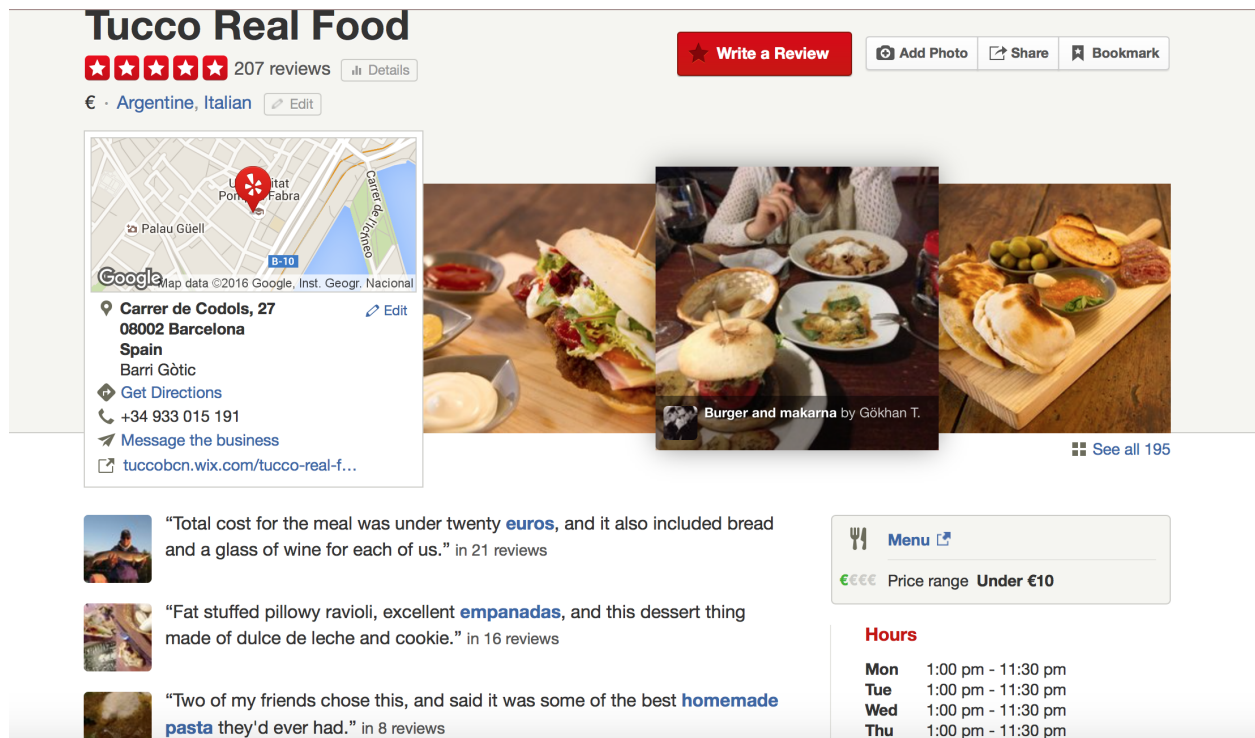 Tucco Real Food
207 reviews
Details
€ · Argentine, Italian
Edit
Write a Review
Add Photo
Share
Bookmark
Palau Güell
B-10
Google
Map data ©2016 Google, Inst. Geogr. Nacional
Carrer de Codols, 27
Edit
08002 Barcelona
Spain
Barri Gòtic
Get Directions
+34 933 015 191
Message the business
tuccobcn.wix.com/tucco-real-f…
Burger and makarna by Gökhan T.
See all 195
“Total cost for the meal was under twenty euros, and it also included bread
and a glass of wine for each of us.” in 21 reviews
“Fat stuffed pillowy ravioli, excellent empanadas, and this dessert thing
made of dulce de leche and cookie.” in 16 reviews
“Two of my friends chose this, and said it was some of the best homemade
pasta they'd ever had.” in 8 reviews
Menu
€€€€ Price range Under €10
Hours
Mon 1:00 pm - 11:30 pm
Tue 1:00 pm - 11:30 pm
Wed 1:00 pm - 11:30 pm
Thu 1:00 pm - 11:30 pm